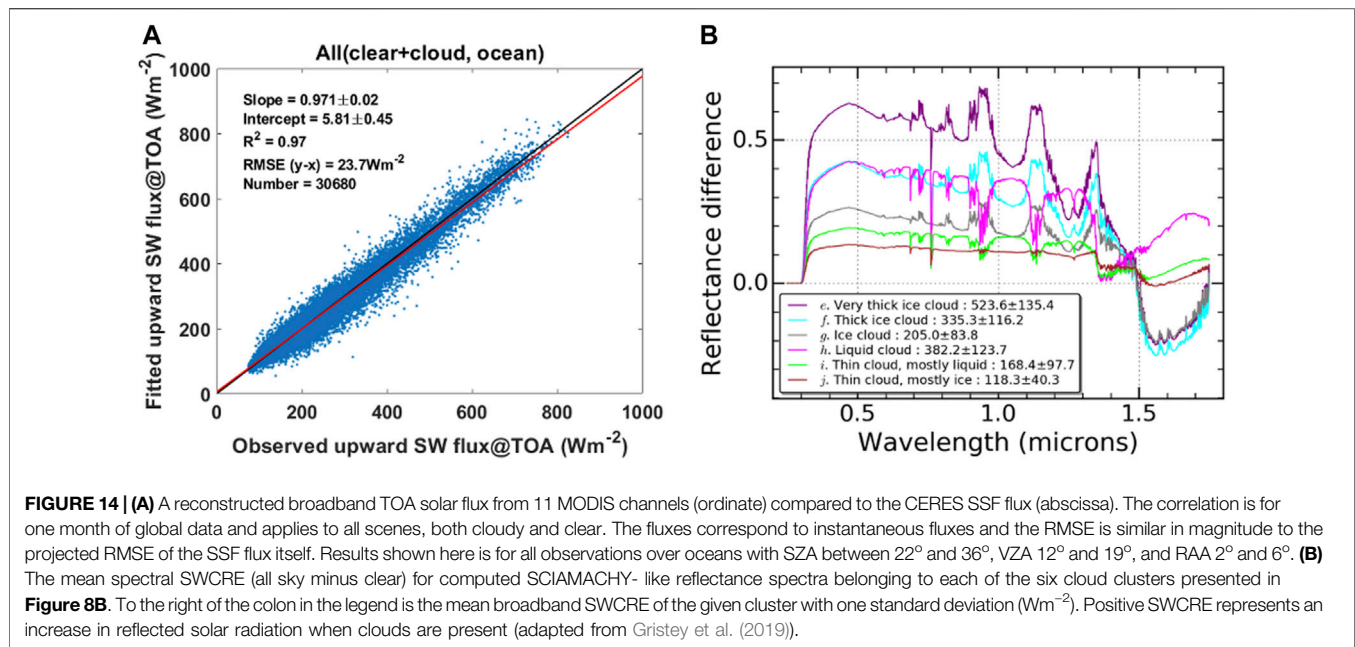 A
All(clear+cloud, ocean)
Fitted upward SW flux@TOA (Wm⁻²)
1000
800
600
400
200
0
Slope = 0.971±0.02
Intercept = 5.81±0.45
R² = 0.97
RMSE (y-x) = 23.7Wm⁻²
Number = 30680
0 200 400 600 800 1000
Observed upward SW flux@TOA (Wm⁻²)
B
Reflectance difference
0.5
0.0
e. Very thick ice cloud : 523.6±135.4
f. Thick ice cloud : 335.3±116.2
g. Ice cloud : 205.0±83.8
h. Liquid cloud : 382.2±123.7
i. Thin cloud, mostly liquid : 168.4±97.7
j. Thin cloud, mostly ice : 118.3±40.3
0.5 1.0 1.5
Wavelength (microns)
FIGURE 14 | (A) A reconstructed broadband TOA solar flux from 11 MODIS channels (ordinate) compared to the CERES SSF flux (abscissa). The correlation is for
one month of global data and applies to all scenes, both cloudy and clear. The fluxes correspond to instantaneous fluxes and the RMSE is similar in magnitude to the
projected RMSE of the SSF flux itself. Results shown here is for all observations over oceans with SZA between 22° and 36°, VZA 12° and 19°, and RAA 2° and 6°. (B)
The mean spectral SWCRE (all sky minus clear) for computed SCIAMACHY- like reflectance spectra belonging to each of the six cloud clusters presented in
Figure 8B. To the right of the colon in the legend is the mean broadband SWCRE of the given cluster with one standard deviation (Wm⁻²). Positive SWCRE represents an
increase in reflected solar radiation when clouds are present (adapted from Gristey et al. (2019)).